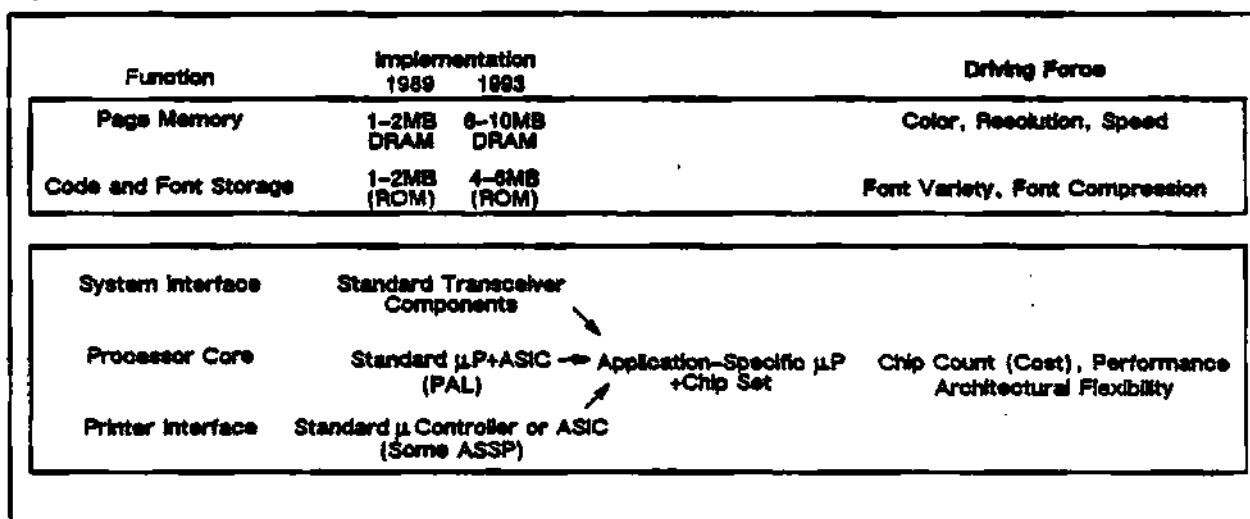 Implementation
Function 1989 1993 Driving Force
Page Memory 1-2MB 6-10MB Color, Resolution, Speed
DRAM DRAM
Code and Font Storage 1-2MB 4-6MB Font Variety, Font Compression
(ROM) (ROM)
System Interface Standard Transceiver
Components
Processor Core Standard μP+ASIC Application-Specific μP Chip Count (Cost), Performance
(PAL) +Chip Set Architectural Flexibility
Printer Interface Standard μ Controller or ASIC
(Some ASSP)